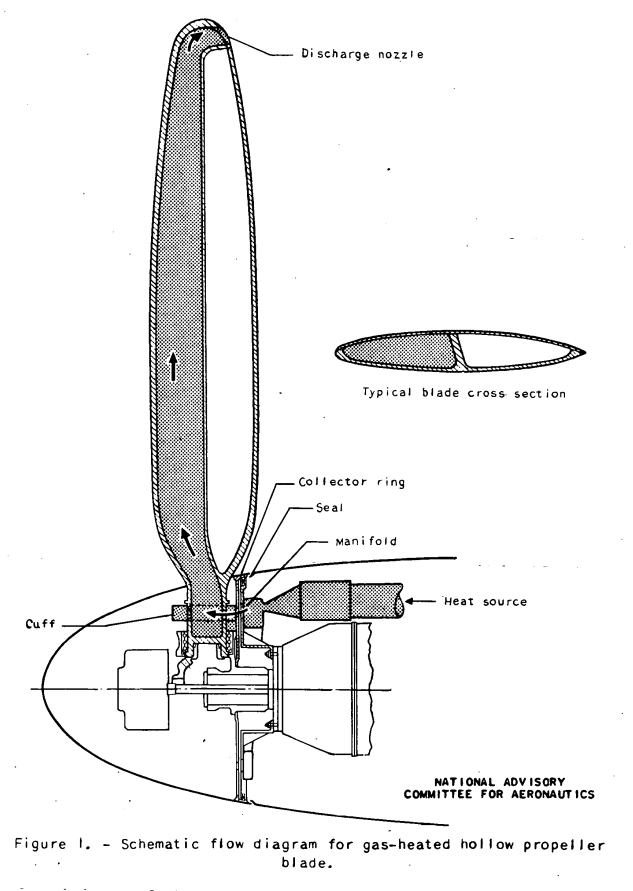 Discharge nozzle
Typical blade cross section
Collector ring
Seal
Manifold
Heat source
Cuff
NATIONAL ADVISORY
COMMITTEE FOR AERONAUTICS
Figure 1. - Schematic flow diagram for gas-heated hollow propeller
blade.